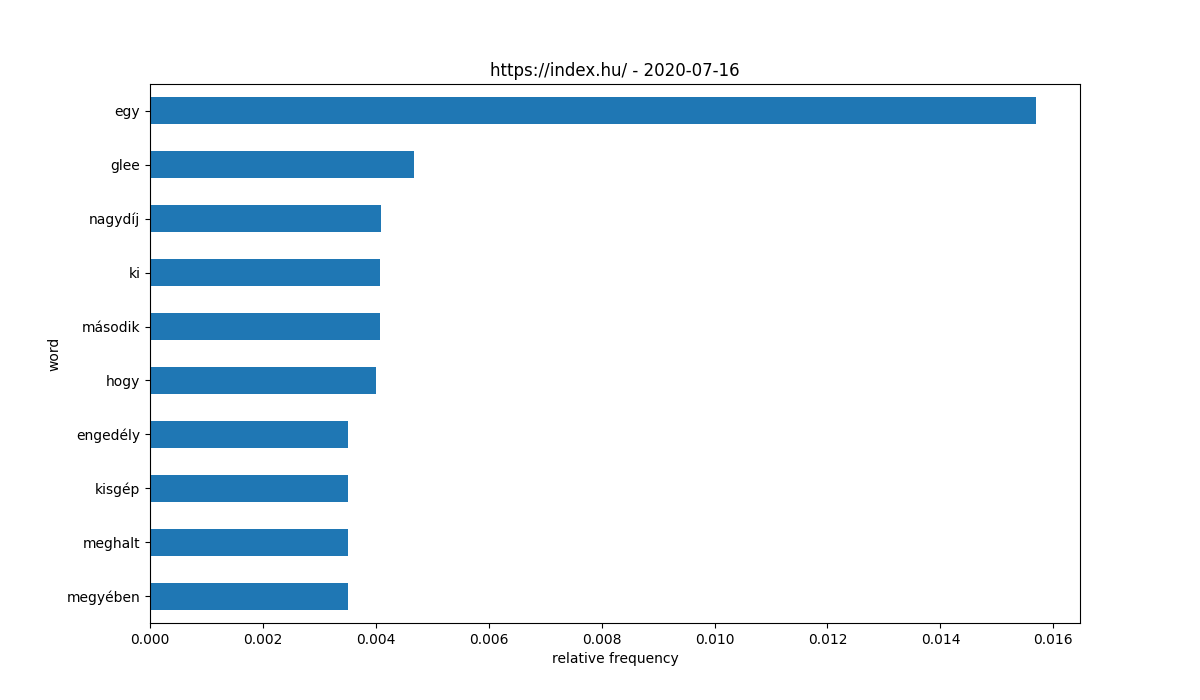 https://index.hu/ - 2020-07-16
egy
glee
nagydíj
ki
második
hogy
engedély
kisgép
meghalt
megyében
word
0.000 0.002 0.004 0.006 0.008 0.010 0.012 0.014 0.016
relative frequency